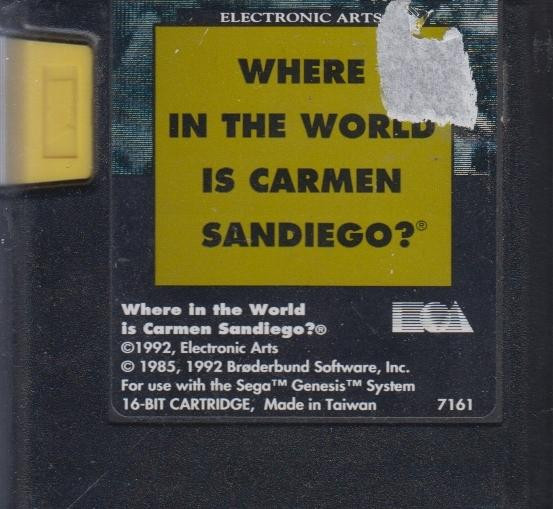 ELECTRONIC ARTS
WHERE
IN THE WORLD
IS CARMEN
SANDIEGO?®
Where in the World
is Carmen Sandiego?®
EA
©1992, Electronic Arts
© 1985, 1992 Brøderbund Software, Inc.
For use with the Sega™ Genesis™ System
16-BIT CARTRIDGE, Made in Taiwan 7161